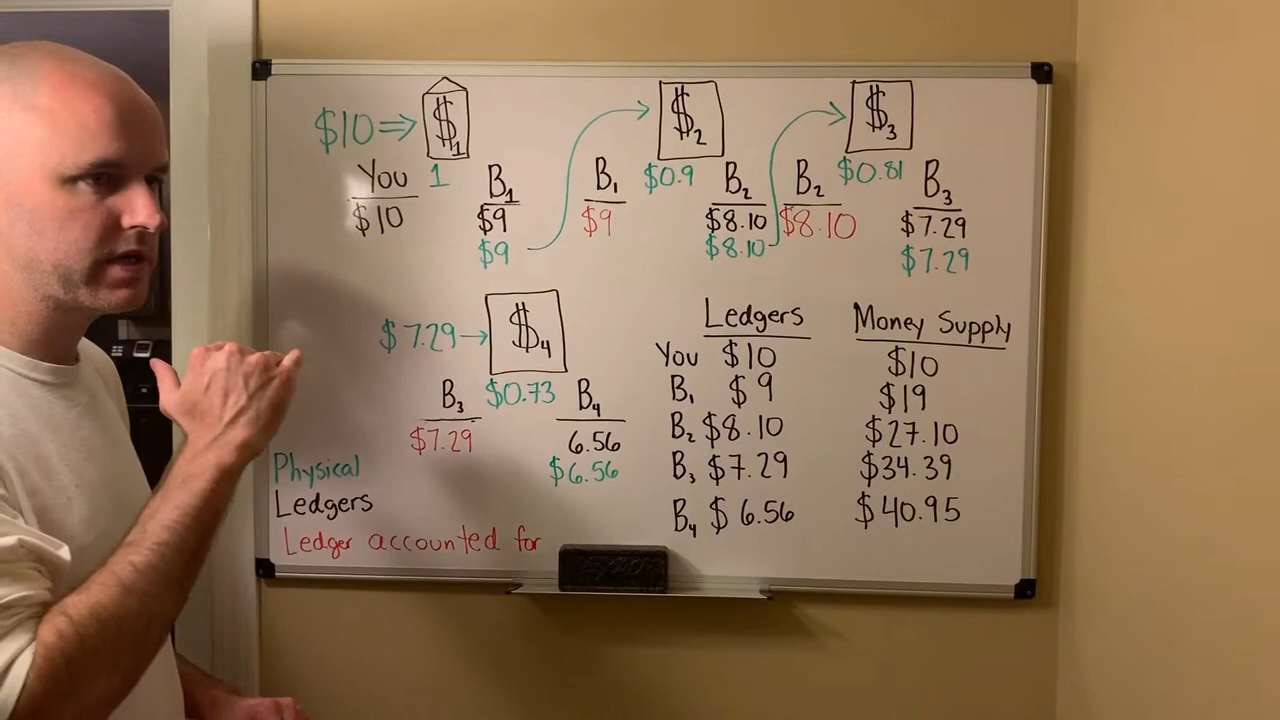 $10 ⇒ $1
You 1 B1
$10 $9
$9
$2
B1 $0.9 B2
$9 $8.10
$8.10
$3
B2 $0.81 B3
$8.10 $7.29
$7.29
$7.29 → $4
B3 $0.73 B4
$7.29 6.56
$6.56
Physical
Ledgers
Ledger accounted for
Ledgers Money Supply
You $10 $10
B1 $9 $19
B2 $8.10 $27.10
B3 $7.29 $34.39
B4 $6.56 $40.95